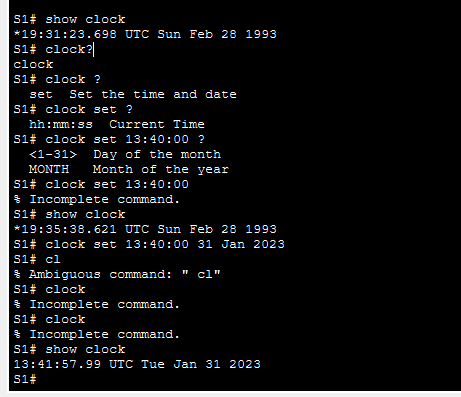 S1# show clock
*19:31:23.698 UTC Sun Feb 28 1993
S1# clock?
clock
S1# clock ?
  set  Set the time and date
S1# clock set ?
  hh:mm:ss  Current Time
S1# clock set 13:40:00 ?
  <1-31>  Day of the month
  MONTH   Month of the year
S1# clock set 13:40:00
% Incomplete command.
S1# show clock
*19:35:38.621 UTC Sun Feb 28 1993
S1# clock set 13:40:00 31 Jan 2023
S1# cl
% Ambiguous command: " cl"
S1# clock
% Incomplete command.
S1# clock
% Incomplete command.
S1# show clock
13:41:57.99 UTC Tue Jan 31 2023
S1#